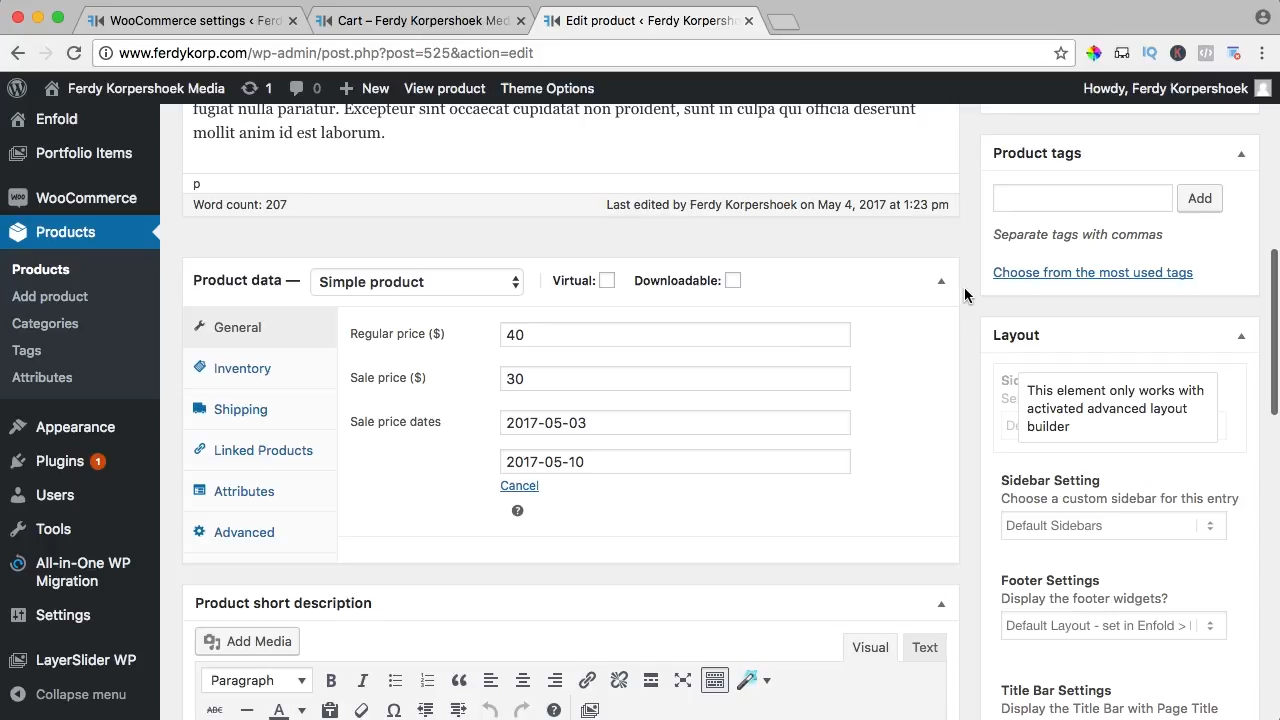 WooCommerce settings ‹ Ferd
Cart – Ferdy Korpershoek Med
Edit product ‹ Ferdy Korpersh
www.ferdykorp.com/wp-admin/post.php?post=525&action=edit
Ferdy Korpershoek Media
1
0
New
View product
Theme Options
Howdy, Ferdy Korpershoek
Enfold
Portfolio Items
WooCommerce
Products
Products
Add product
Categories
Tags
Attributes
Appearance
Plugins 1
Users
Tools
All-in-One WP
Migration
Settings
LayerSlider WP
Collapse menu
fugiat nulla pariatur. Excepteur sint occaecat cupidatat non proident, sunt in culpa qui officia deserunt
mollit anim id est laborum.
p
Word count: 207
Last edited by Ferdy Korpershoek on May 4, 2017 at 1:23 pm
Product data —
Simple product
Virtual:
Downloadable:
General
Inventory
Shipping
Linked Products
Attributes
Advanced
Regular price ($)
40
Sale price ($)
30
Sale price dates
2017-05-03
2017-05-10
Cancel
Product short description
Add Media
Visual
Text
Paragraph
B
I
ABC
A
Product tags
Add
Separate tags with commas
Choose from the most used tags
Layout
This element only works with
activated advanced layout
builder
Sidebar Setting
Choose a custom sidebar for this entry
Default Sidebars
Footer Settings
Display the footer widgets?
Default Layout - set in Enfold >
Title Bar Settings
Display the Title Bar with Page Title